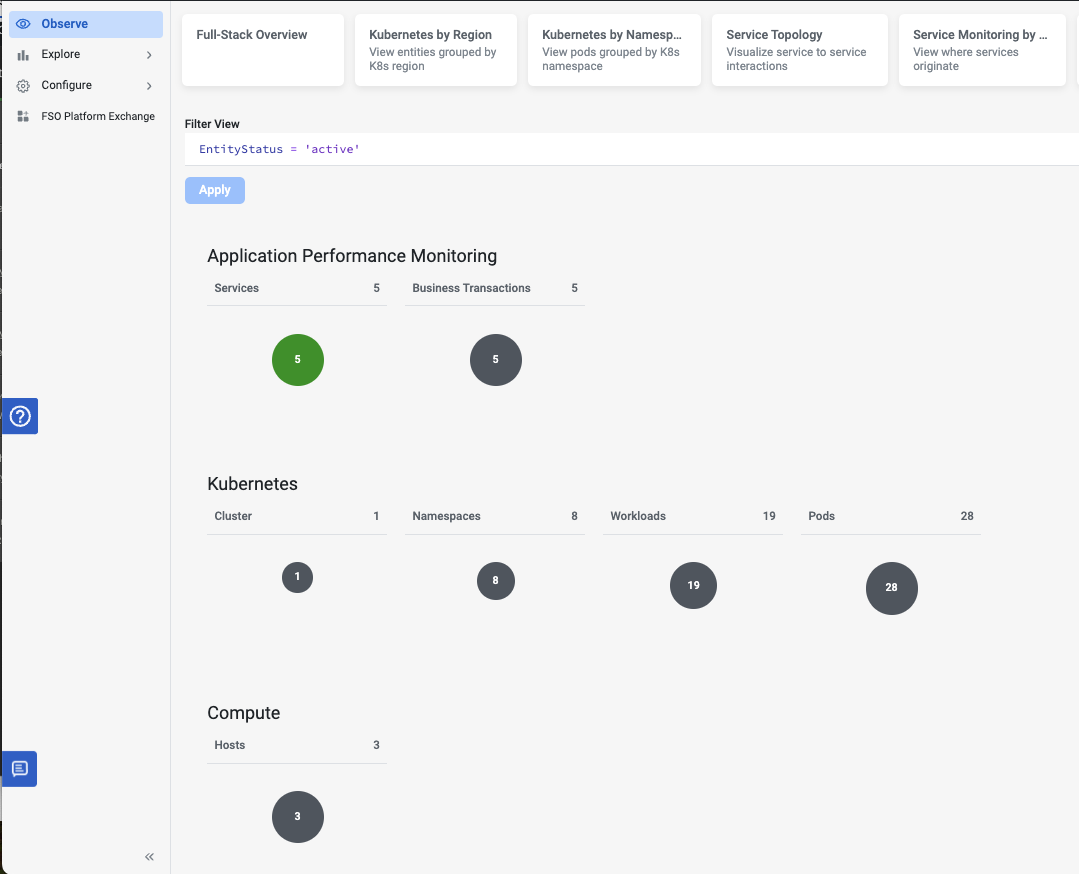 Observe
Explore
Configure
FSO Platform Exchange
Full-Stack Overview
Kubernetes by Region
View entities grouped by
K8s region
Kubernetes by Namesp...
View pods grouped by K8s
namespace
Service Topology
Visualize service to service
interactions
Service Monitoring by ...
View where services
originate
Filter View
EntityStatus = 'active'
Apply
Application Performance Monitoring
Services 5
Business Transactions 5
5
5
Kubernetes
Cluster 1
Namespaces 8
Workloads 19
Pods 28
1
8
19
28
Compute
Hosts 3
3